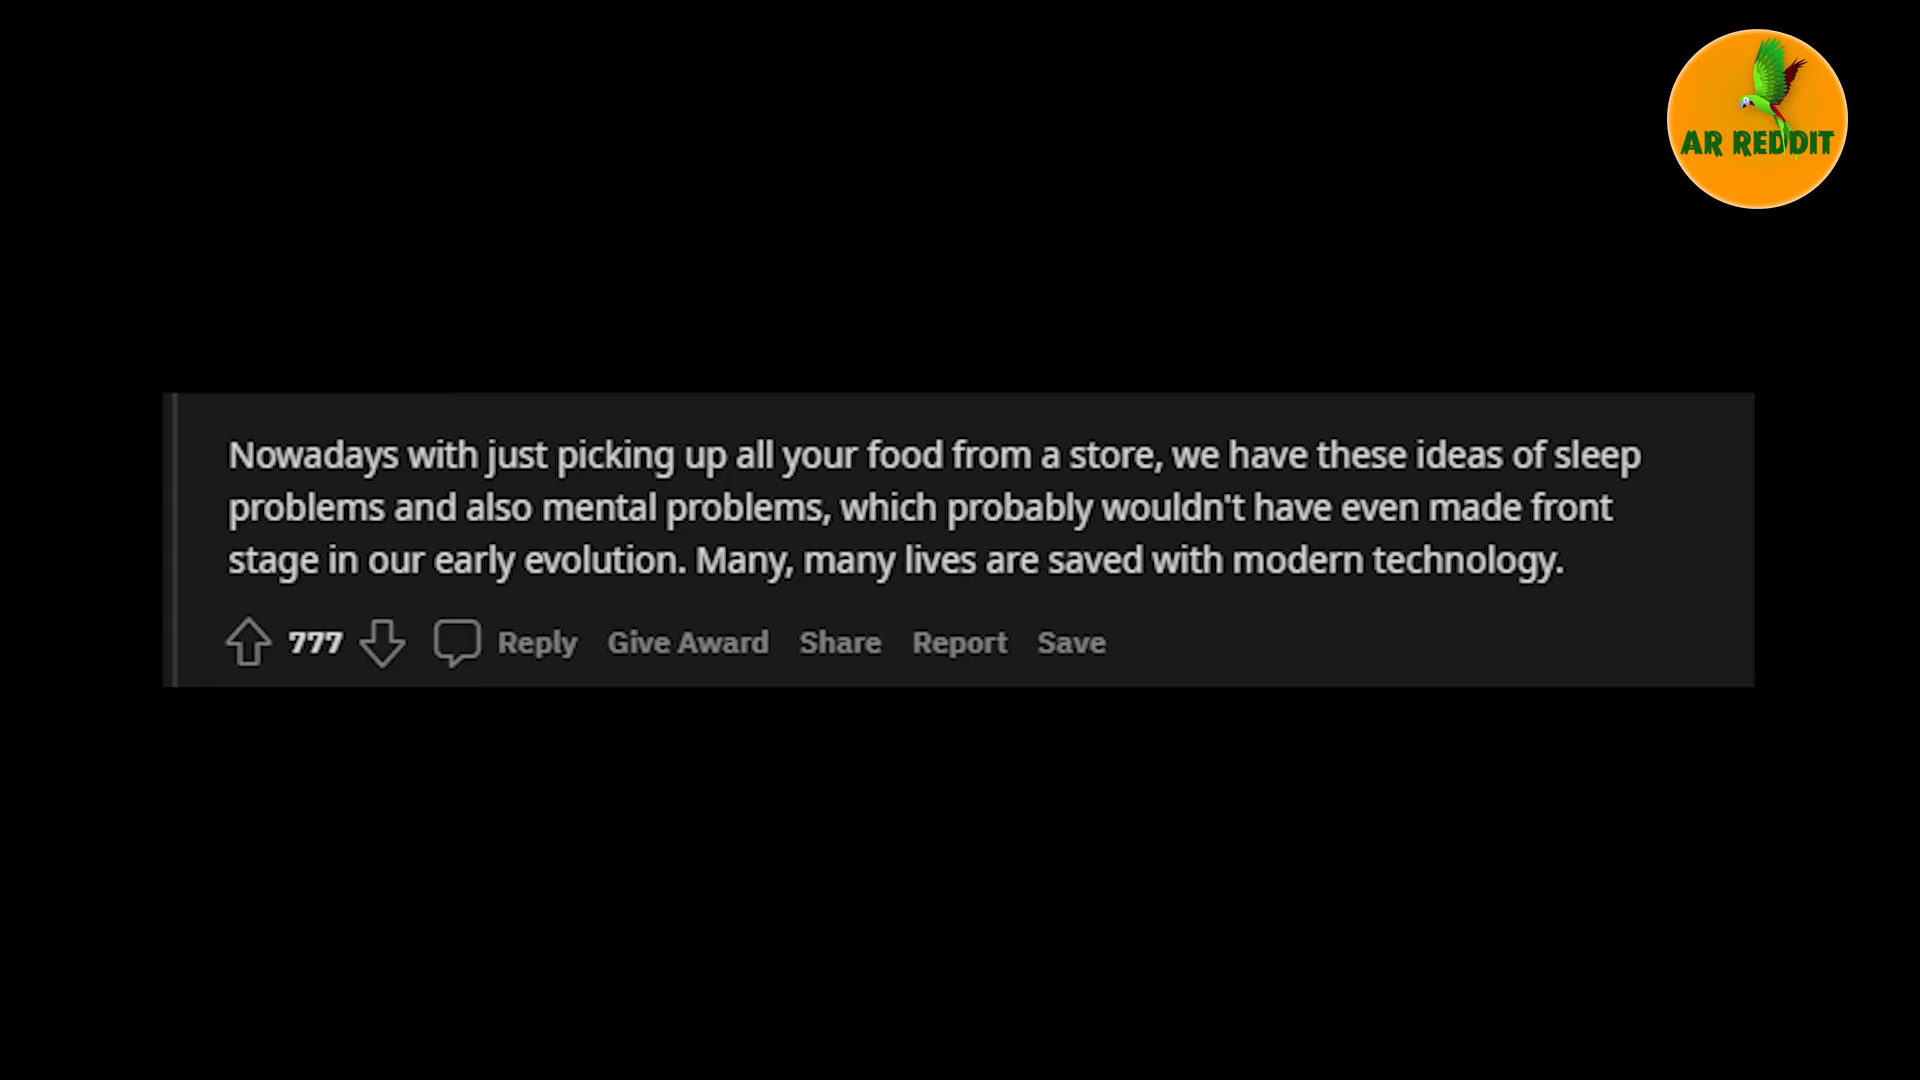 AR REDDIT
Nowadays with just picking up all your food from a store, we have these ideas of sleep
problems and also mental problems, which probably wouldn't have even made front
stage in our early evolution. Many, many lives are saved with modern technology.
777 Reply Give Award Share Report Save